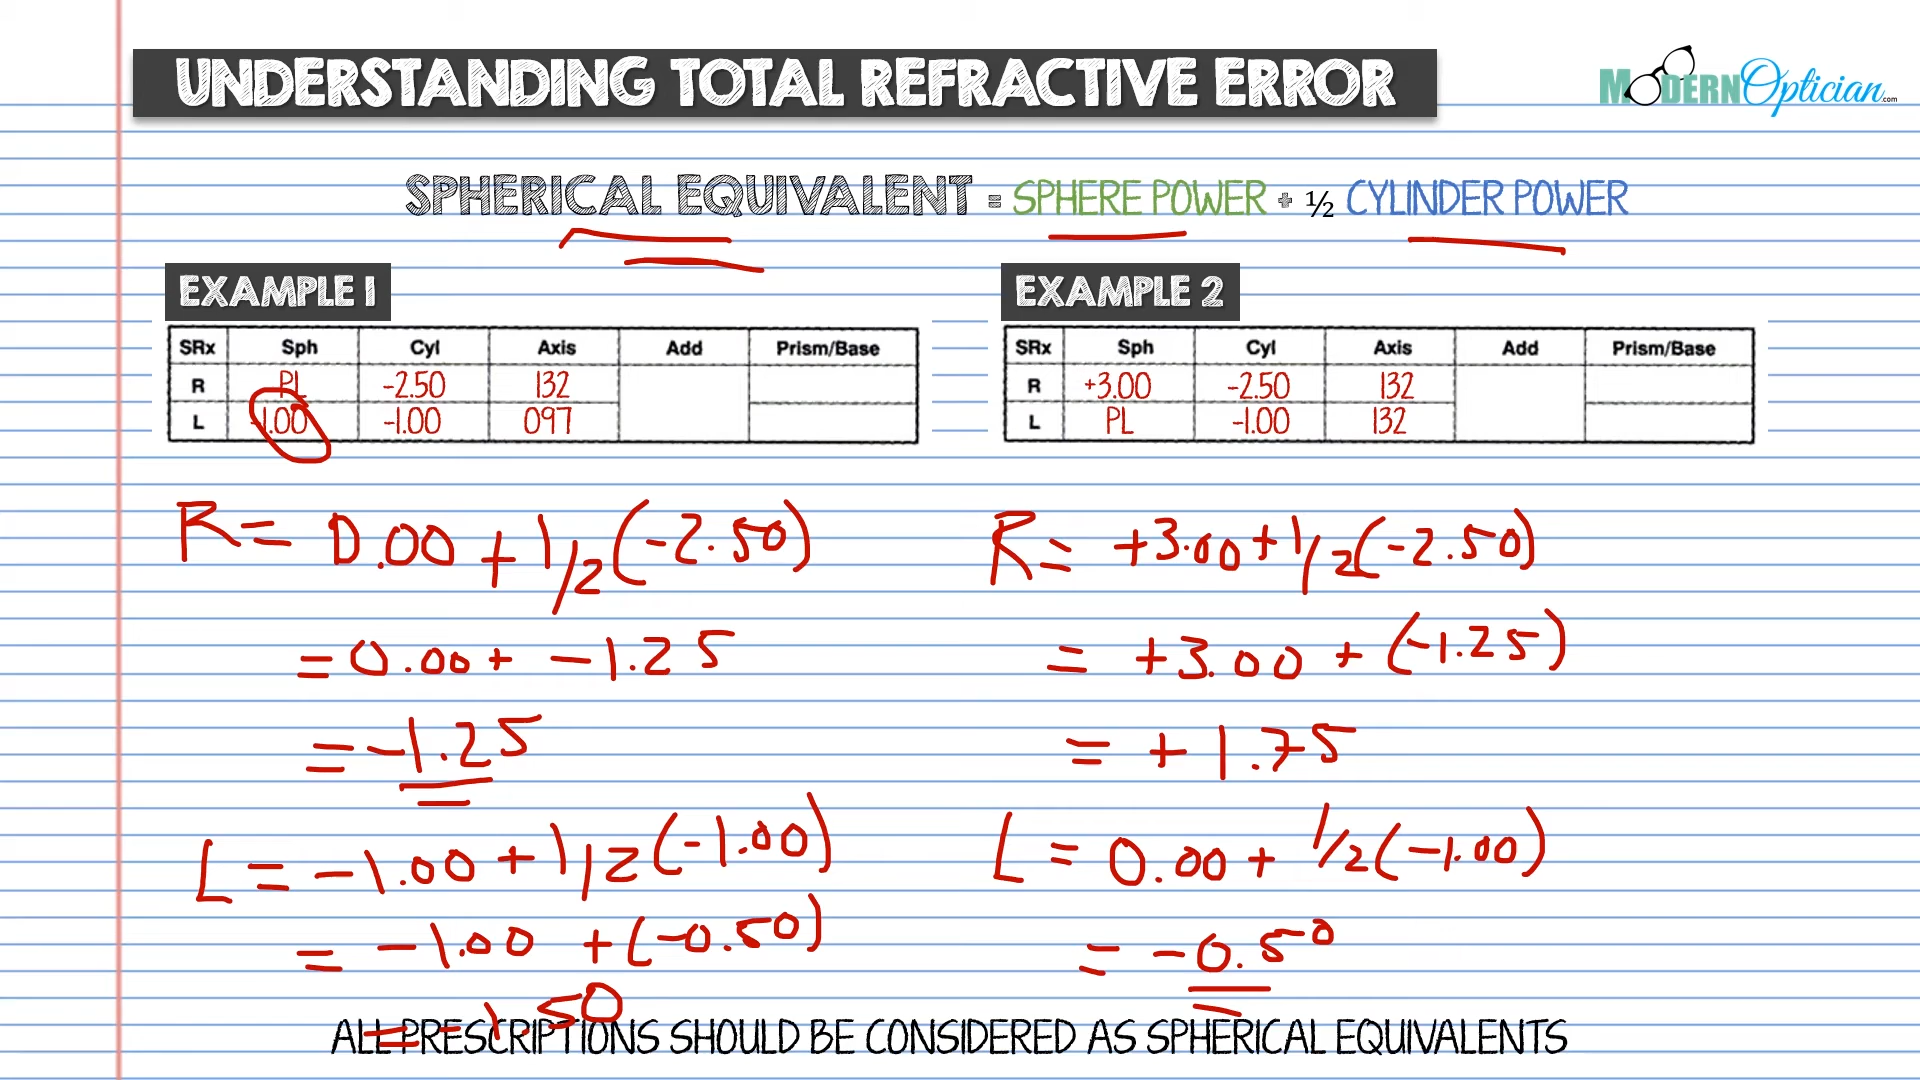 UNDERSTANDING TOTAL REFRACTIVE ERROR
MODERNOptician.com
SPHERICAL EQUIVALENT = SPHERE POWER + ½ CYLINDER POWER
EXAMPLE 1
SRx Sph Cyl Axis Add Prism/Base
R PL -2.50 132
L -1.00 -1.00 097
R = 0.00 + 1/2 (-2.50)
= 0.00 + -1.25
= -1.25
L = -1.00 + 1/2 (-1.00)
= -1.00 + (-0.50)
= -1.50
EXAMPLE 2
SRx Sph Cyl Axis Add Prism/Base
R +3.00 -2.50 132
L PL -1.00 132
R = +3.00 + 1/2 (-2.50)
= +3.00 + (-1.25)
= +1.75
L = 0.00 + 1/2 (-1.00)
= -0.50
ALL PRESCRIPTIONS SHOULD BE CONSIDERED AS SPHERICAL EQUIVALENTS